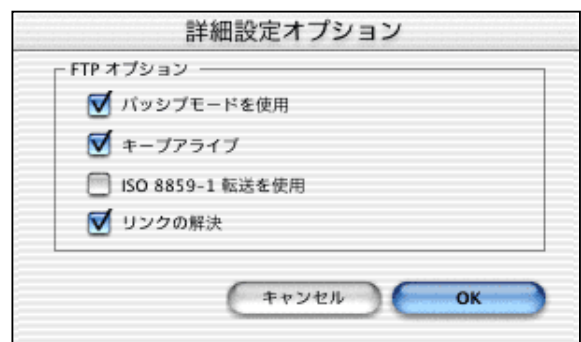 詳細設定オプション
FTP オプション
パッシブモードを使用
キープアライブ
ISO 8859-1 転送を使用
リンクの解決
キャンセル
OK